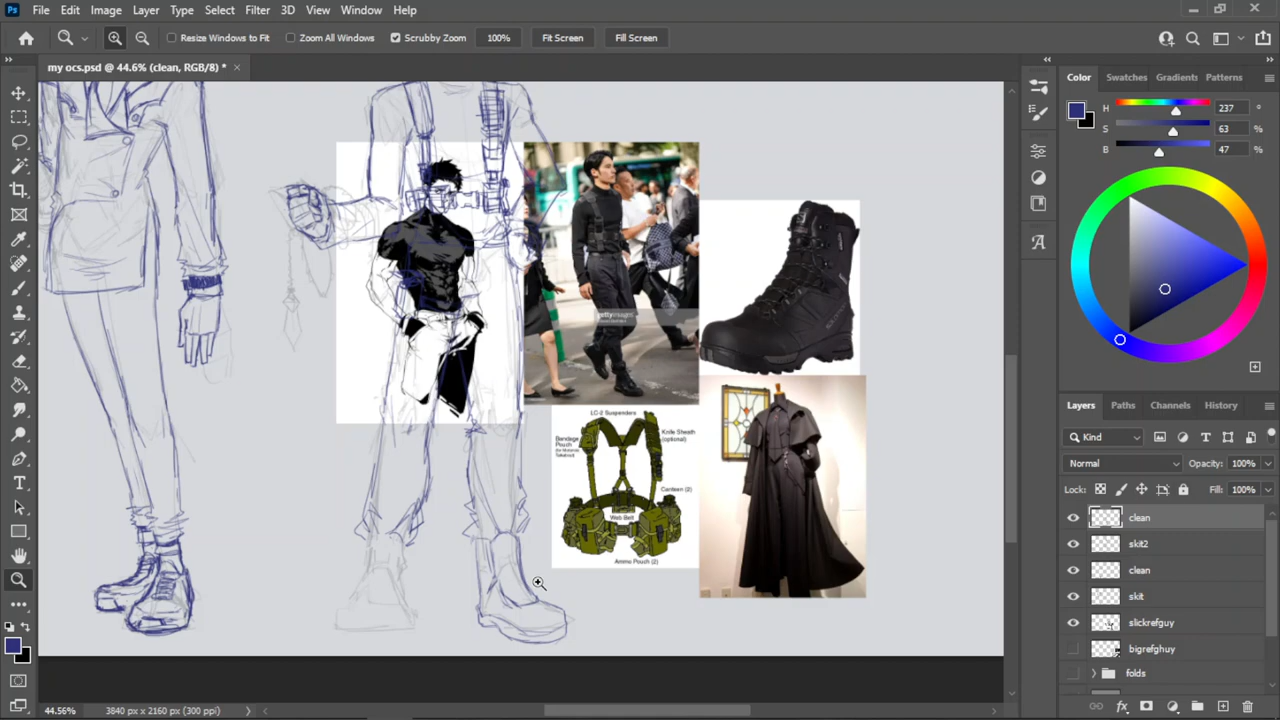 Ps File Edit Image Layer Type Select Filter 3D View Window Help
Resize Windows to Fit Zoom All Windows Scrubby Zoom 100% Fit Screen Fill Screen
my ocs.psd @ 44.6% (clean, RGB/8) * ×
Color Swatches Gradients Patterns
H 237 °
S 63 %
B 47 %
gettyimages
LC-2 Suspenders
Bandage Pouch
Knife Sheath
(optional)
Canteen (2)
Web Belt
Ammo Pouch (2)
Layers Paths Channels History
Kind
Normal Opacity: 100%
Lock: Fill: 100%
clean
skit2
clean
skit
slickrefguy
bigrefghuy
folds
fx
44.56% 3840 px x 2160 px (300 ppi)